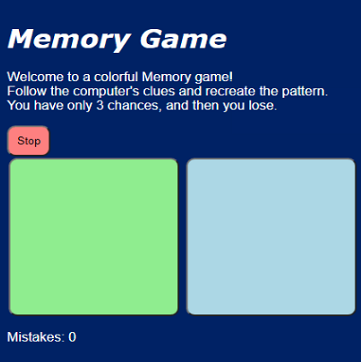 Memory Game
Welcome to a colorful Memory game!
Follow the computer's clues and recreate the pattern.
You have only 3 chances, and then you lose.
Stop
Mistakes: 0